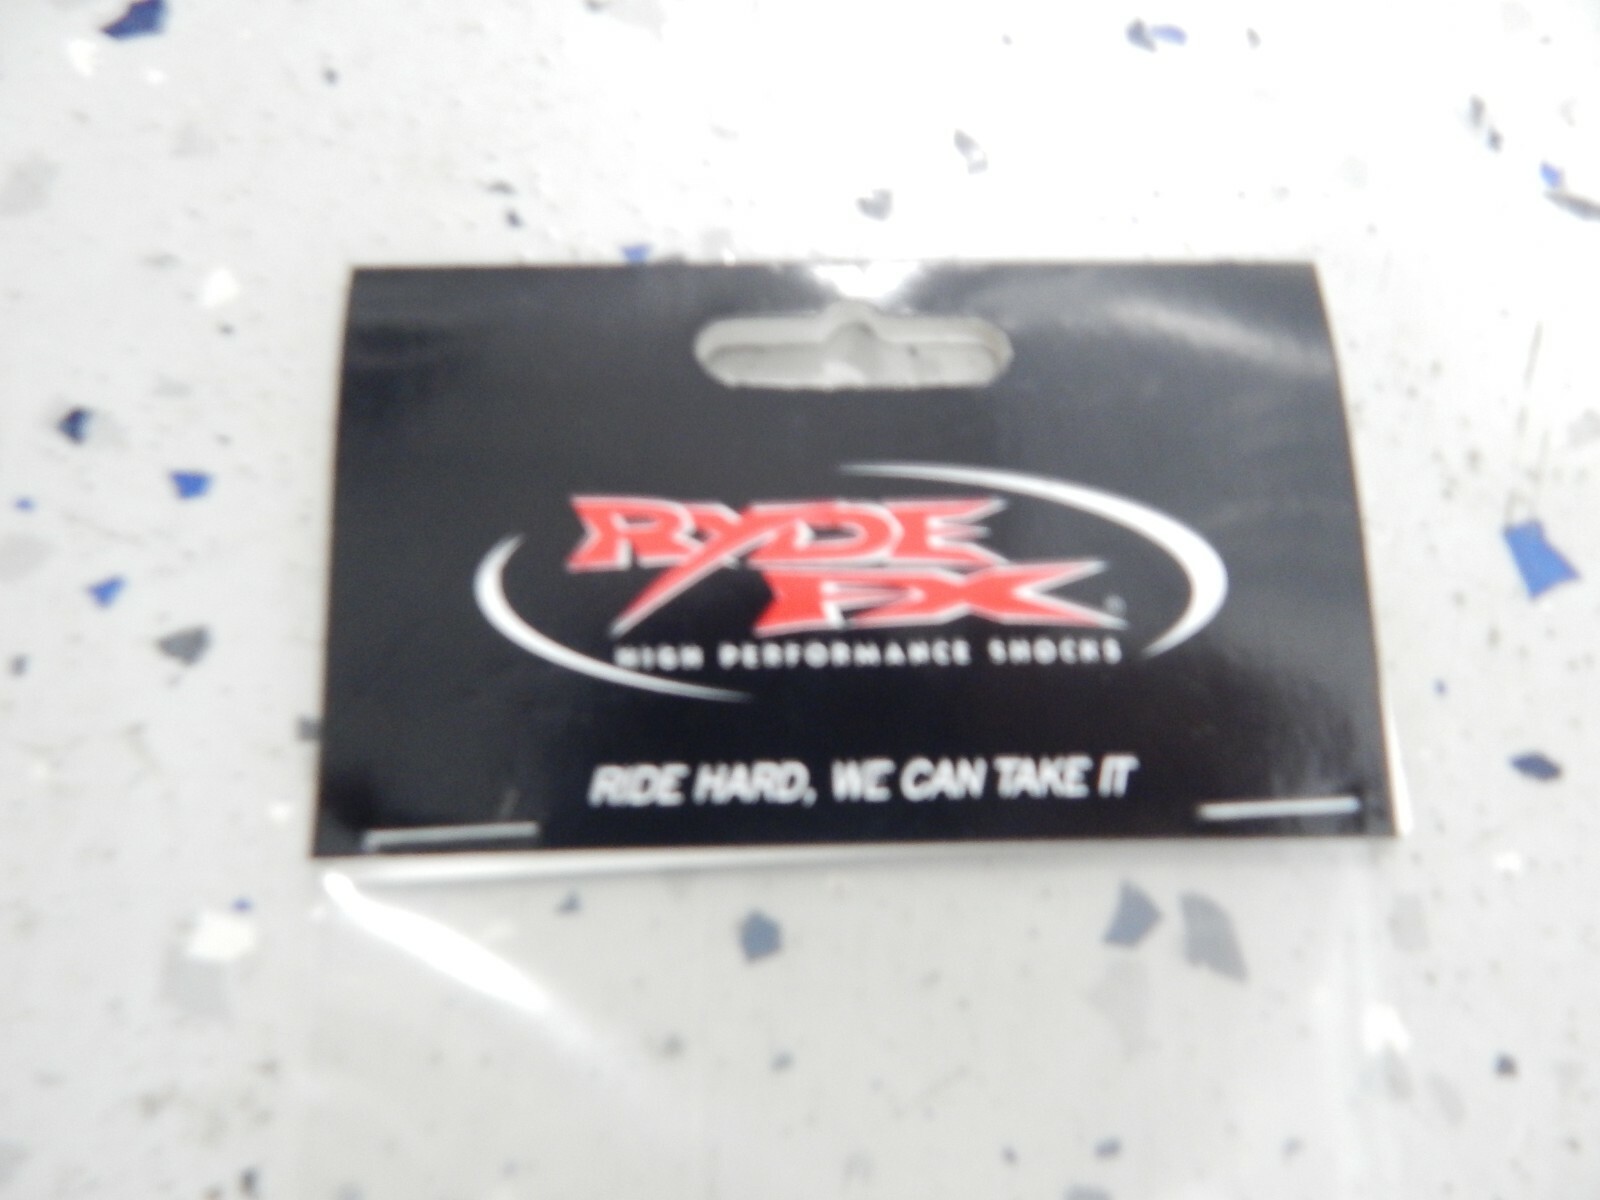 RYDE
FX
HIGH PERFORMANCE SHOCKS
RIDE HARD, WE CAN TAKE IT